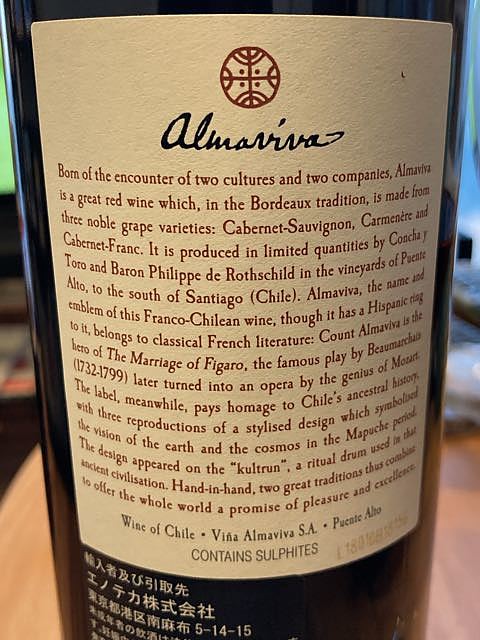 Almaviva
Born of the encounter of two cultures and two companies, Almaviva
is a great red wine which, in the Bordeaux tradition, is made from
three noble grape varieties: Cabernet-Sauvignon, Carmenère and
Cabernet-Franc. It is produced in limited quantities by Concha y
Toro and Baron Philippe de Rothschild in the vineyards of Puente
Alto, to the south of Santiago (Chile). Almaviva, the name and
emblem of this Franco-Chilean wine, though it has a Hispanic ring
to it, belongs to classical French literature: Count Almaviva is the
hero of The Marriage of Figaro, the famous play by Beaumarchais
(1732-1799) later turned into an opera by the genius of Mozart.
The label, meanwhile, pays homage to Chile's ancestral history,
with three reproductions of a stylised design which symbolised
the vision of the earth and the cosmos in the Mapuche period.
The design appeared on the "kultrun", a ritual drum used in that
ancient civilisation. Hand-in-hand, two great traditions thus combine
to offer the whole world a promise of pleasure and excellence.
Wine of Chile • Viña Almaviva S.A. • Puente Alto
CONTAINS SULPHITES
輸入者及び引取先
エノテカ株式会社
東京都港区南麻布 5-14-15
未成年者の飲酒は法律